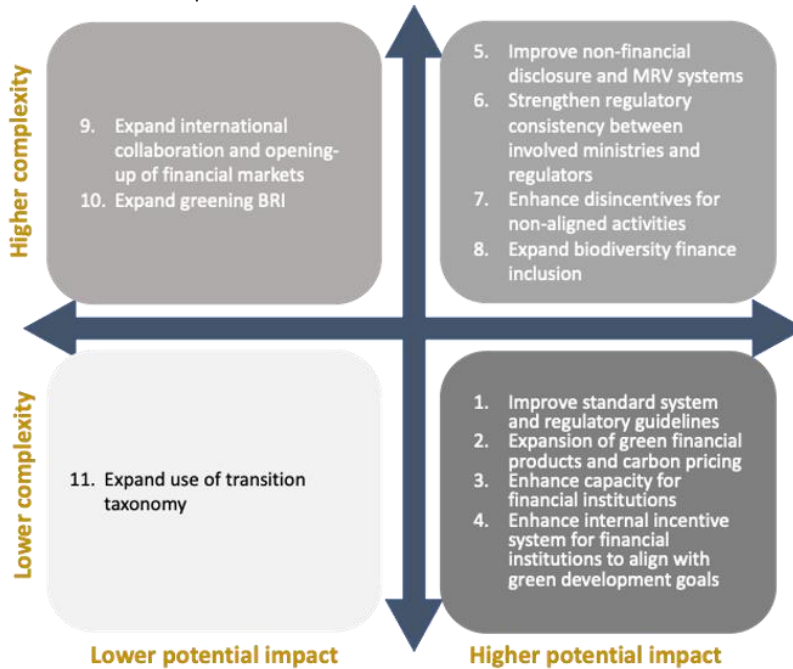 Higher complexity
9. Expand international
collaboration and opening-
up of financial markets
10. Expand greening BRI
5. Improve non-financial
disclosure and MRV systems
6. Strengthen regulatory
consistency between
involved ministries and
regulators
7. Enhance disincentives for
non-aligned activities
8. Expand biodiversity finance
inclusion
Lower complexity
11. Expand use of transition
taxonomy
1. Improve standard system
and regulatory guidelines
2. Expansion of green financial
products and carbon pricing
3. Enhance capacity for
financial institutions
4. Enhance internal incentive
system for financial
institutions to align with
green development goals
Lower potential impact
Higher potential impact